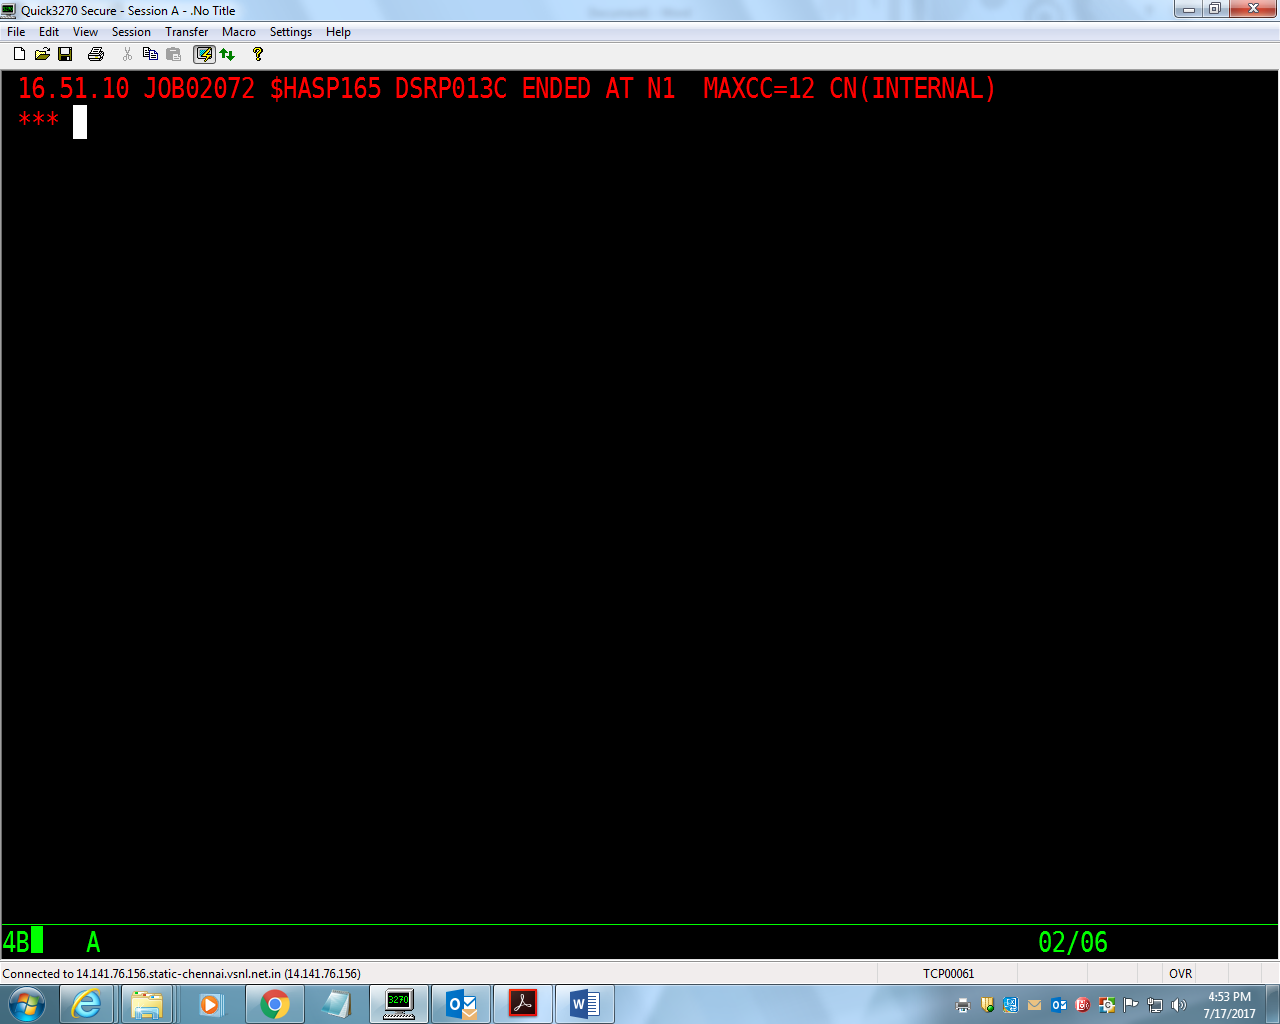 Quick3270 Secure - Session A - .No Title
File Edit View Session Transfer Macro Settings Help
16.51.10 JOB02072 $HASP165 DSRP013C ENDED AT N1  MAXCC=12 CN(INTERNAL)
***
4B A 02/06
Connected to 14.141.76.156.static-chennai.vsnl.net.in (14.141.76.156) TCP00061 OVR
3270
4:53 PM
7/17/2017